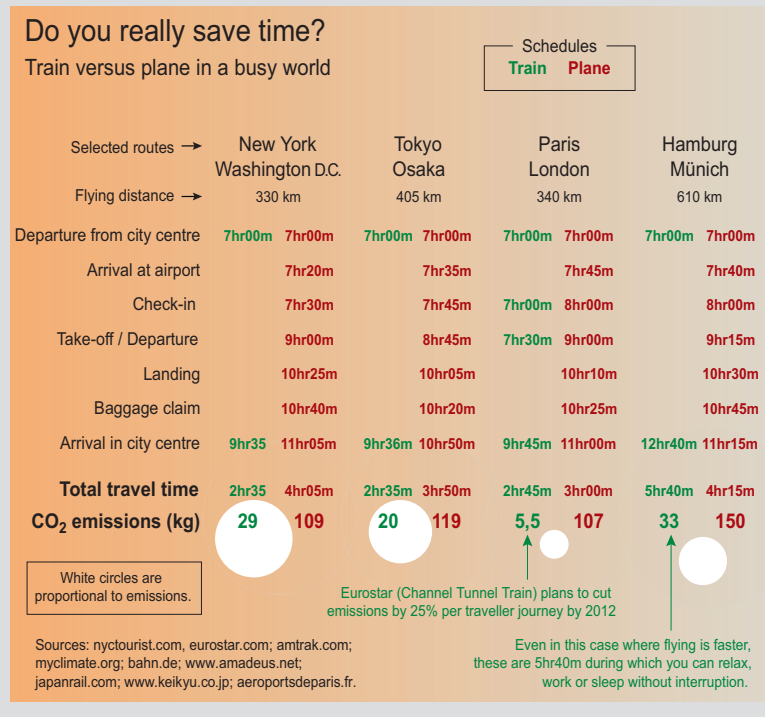 Do you really save time?
Train versus plane in a busy world
Schedules
Train Plane
Selected routes → New York Tokyo Paris Hamburg
Washington D.C. Osaka London Münich
Flying distance → 330 km 405 km 340 km 610 km
Departure from city centre 7hr00m 7hr00m 7hr00m 7hr00m 7hr00m 7hr00m 7hr00m 7hr00m
Arrival at airport 7hr20m 7hr35m 7hr45m 7hr40m
Check-in 7hr30m 7hr45m 7hr00m 8hr00m 8hr00m
Take-off / Departure 9hr00m 8hr45m 7hr30m 9hr00m 9hr15m
Landing 10hr25m 10hr05m 10hr10m 10hr30m
Baggage claim 10hr40m 10hr20m 10hr25m 10hr45m
Arrival in city centre 9hr35 11hr05m 9hr36m 10hr50m 9hr45m 11hr00m 12hr40m 11hr15m
Total travel time 2hr35 4hr05m 2hr35m 3hr50m 2hr45m 3hr00m 5hr40m 4hr15m
CO2 emissions (kg) 29 109 20 119 5,5 107 33 150
White circles are
proportional to emissions.
Eurostar (Channel Tunnel Train) plans to cut
emissions by 25% per traveller journey by 2012
Sources: nyctourist.com, eurostar.com; amtrak.com;
myclimate.org; bahn.de; www.amadeus.net;
japanrail.com; www.keikyu.co.jp; aeroportsdeparis.fr.
Even in this case where flying is faster,
these are 5hr40m during which you can relax,
work or sleep without interruption.